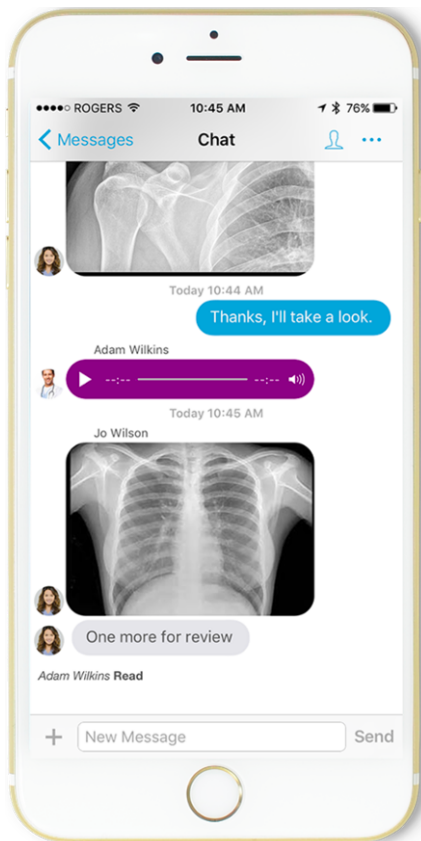 ROGERS 10:45 AM 76%
Messages Chat
Today 10:44 AM
Thanks, I'll take a look.
Adam Wilkins
--:-- --:--
Today 10:45 AM
Jo Wilson
One more for review
Adam Wilkins Read
New Message Send